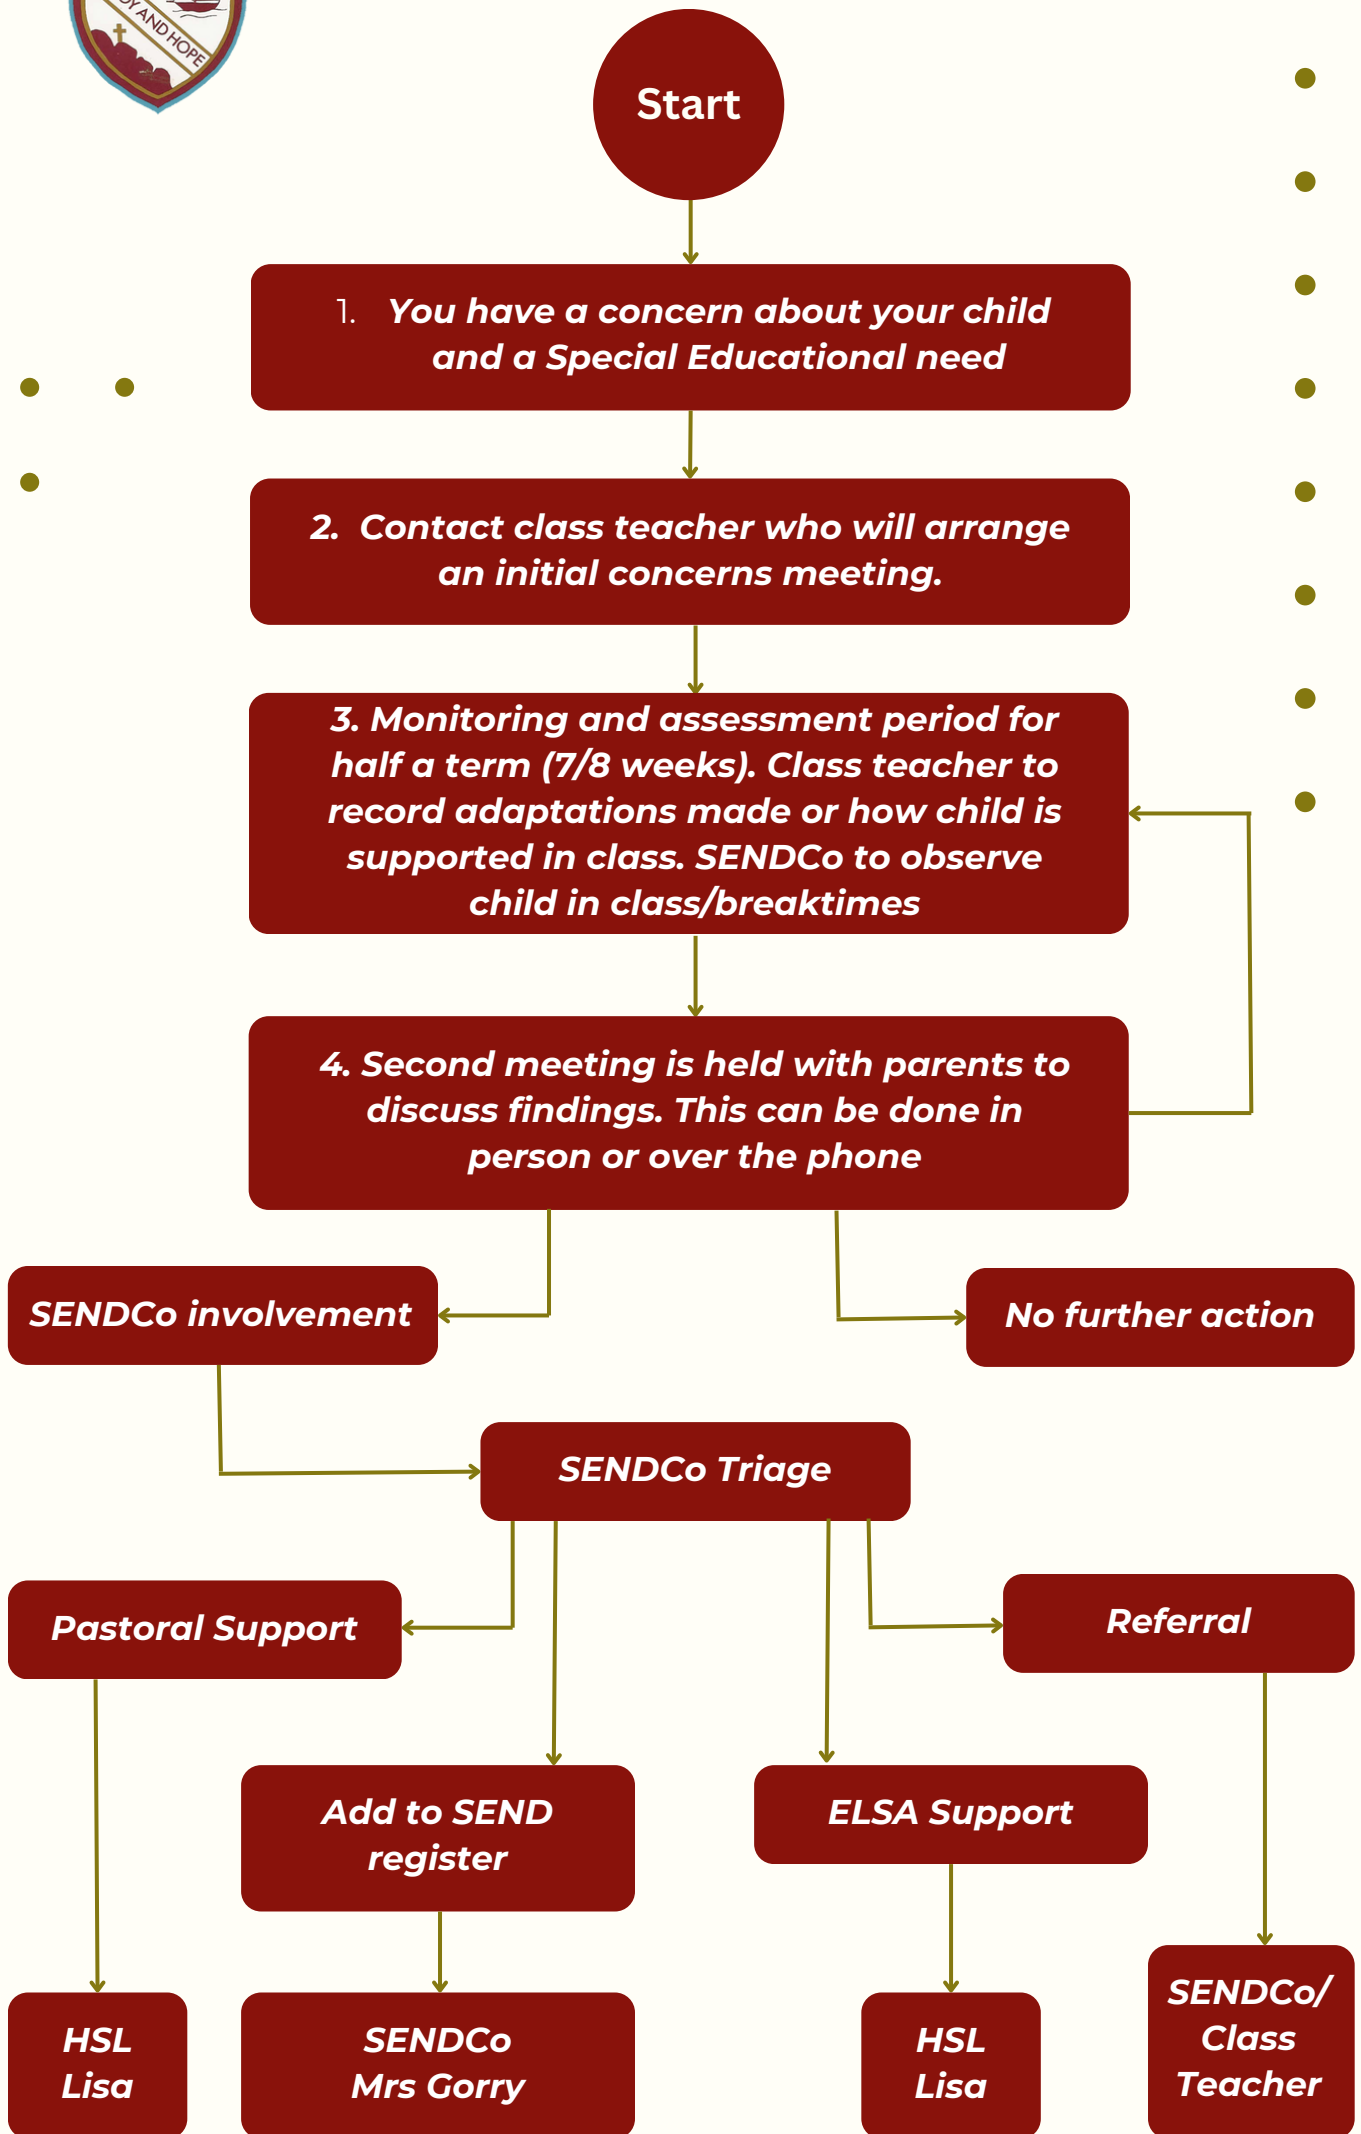 AND HOPE
Start
1. You have a concern about your child
and a Special Educational need
2. Contact class teacher who will arrange
an initial concerns meeting.
3. Monitoring and assessment period for
half a term (7/8 weeks). Class teacher to
record adaptations made or how child is
supported in class. SENDCo to observe
child in class/breaktimes
4. Second meeting is held with parents to
discuss findings. This can be done in
person or over the phone
SENDCo involvement
No further action
SENDCo Triage
Pastoral Support
Referral
Add to SEND
register
ELSA Support
HSL
Lisa
SENDCo
Mrs Gorry
HSL
Lisa
SENDCo/
Class
Teacher